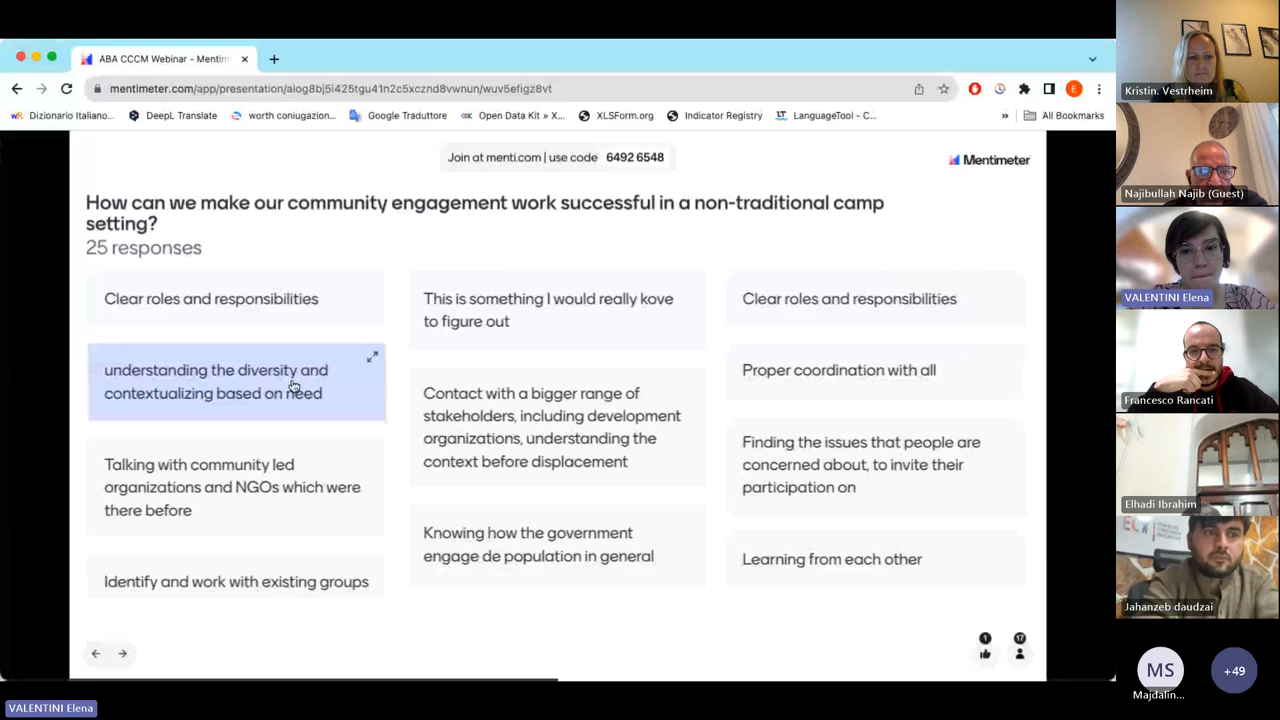 ABA CCCM Webinar - Mentim
mentimeter.com/app/presentation/aiog8bj5i425tgu41n2c5xcznd8vwnun/wuv5efigz8vt
E
Dizionario Italiano...
DeepL Translate
worth coniugazion...
Google Traduttore
Open Data Kit » X...
XLSForm.org
Indicator Registry
LanguageTool - C...
»
All Bookmarks
Join at menti.com | use code 6492 6548
Mentimeter
How can we make our community engagement work successful in a non-traditional camp
setting?
25 responses
Clear roles and responsibilities
understanding the diversity and
contextualizing based on need
Talking with community led
organizations and NGOs which were
there before
Identify and work with existing groups
This is something I would really kove
to figure out
Contact with a bigger range of
stakeholders, including development
organizations, understanding the
context before displacement
Knowing how the government
engage de population in general
Clear roles and responsibilities
Proper coordination with all
Finding the issues that people are
concerned about, to invite their
participation on
Learning from each other
1
17
VALENTINI Elena
Kristin. Vestrheim
Najibullah Najib (Guest)
VALENTINI Elena
Francesco Rancati
Elhadi Ibrahim
Jahanzeb daudzai
MS
Majdalin...
+49